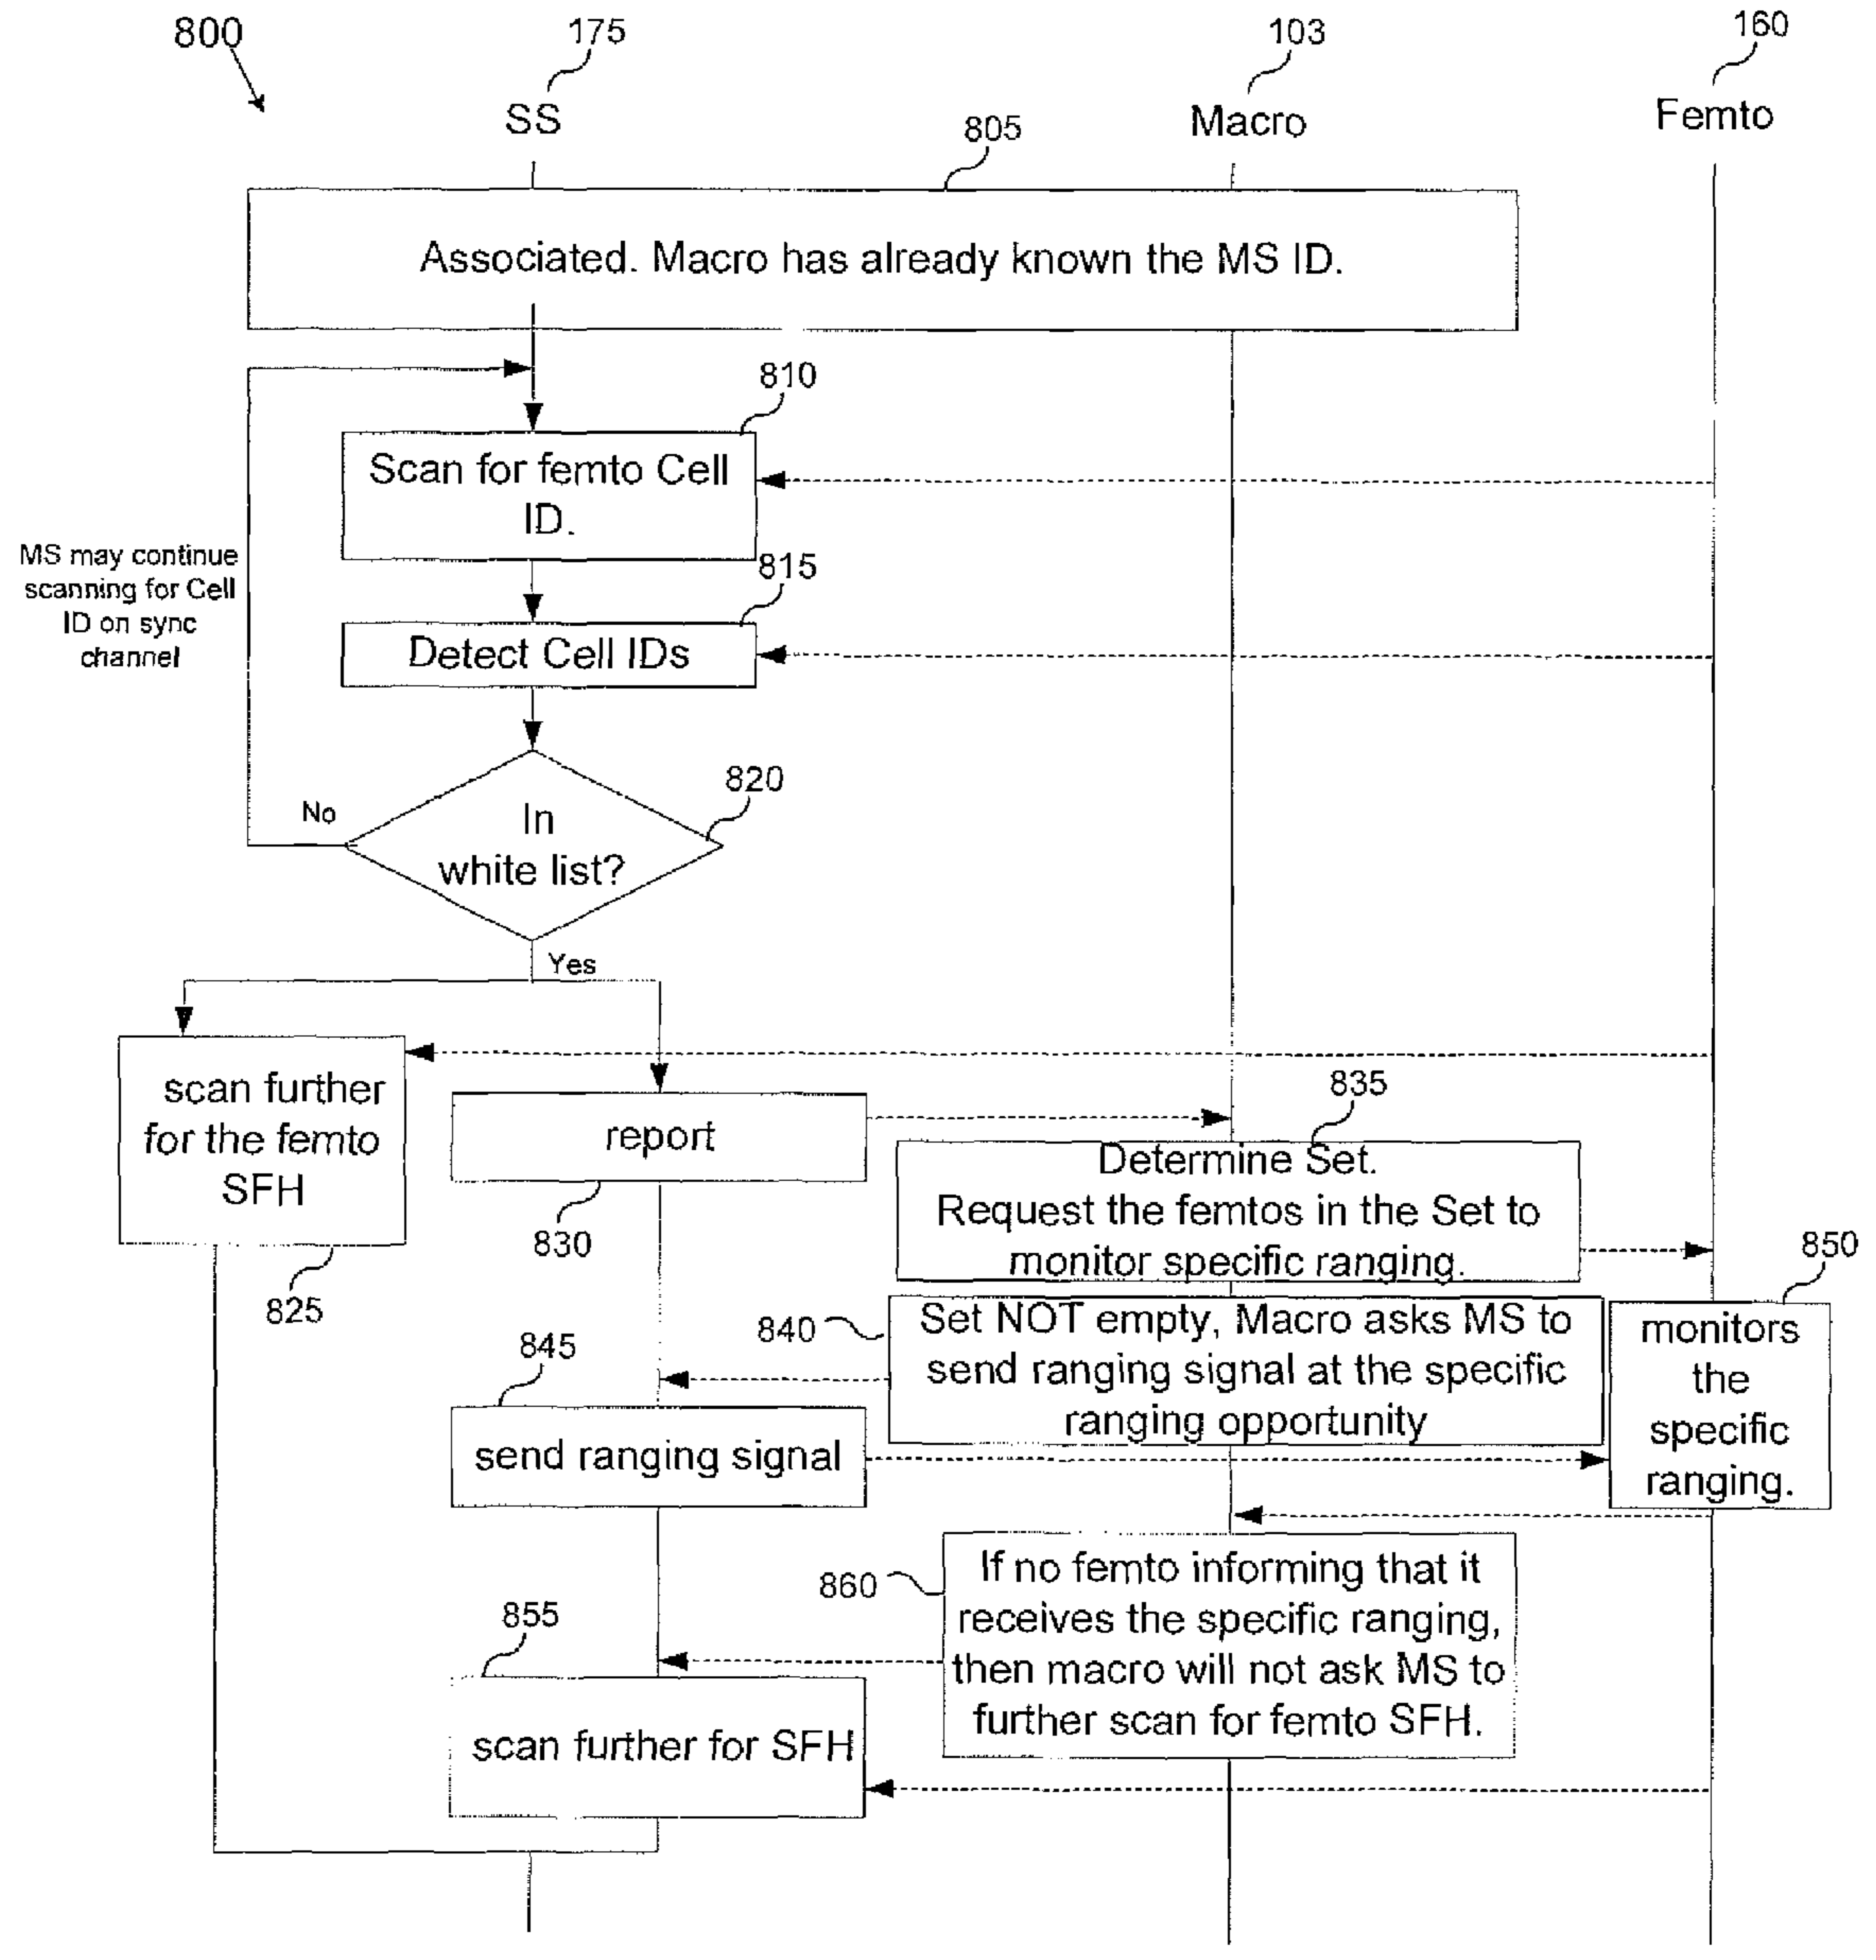 800
175
103
160
SS
Macro
Femto
805
Associated. Macro has already known the MS ID.
810
Scan for femto Cell
ID.
MS may continue
scanning for Cell
ID on sync
channel
815
Detect Cell IDs
820
No
In
white list?
Yes
scan further
for the femto
SFH
825
report
830
835
Determine Set.
Request the femtos in the Set to
monitor specific ranging.
850
840
Set NOT empty, Macro asks MS to
send ranging signal at the specific
ranging opportunity
monitors
the
specific
ranging.
845
send ranging signal
860
If no femto informing that it
receives the specific ranging,
then macro will not ask MS to
further scan for femto SFH.
855
scan further for SFH